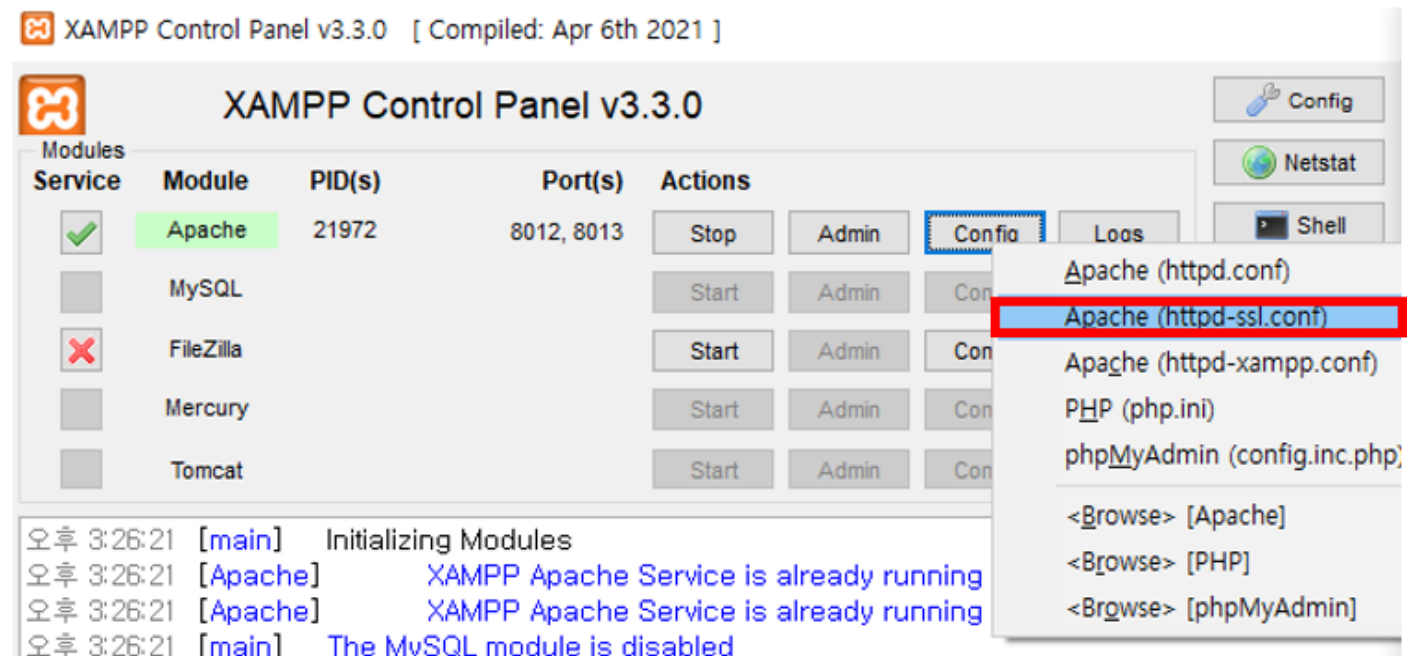 XAMPP Control Panel v3.3.0 [ Compiled: Apr 6th 2021 ]
XAMPP Control Panel v3.3.0
Config
Modules
Netstat
Service Module PID(s) Port(s) Actions
Shell
Apache 21972 8012, 8013 Stop Admin Config Logs
Apache (httpd.conf)
MySQL Start Admin Con
Apache (httpd-ssl.conf)
FileZilla Start Admin Con
Apache (httpd-xampp.conf)
Mercury Start Admin Con
PHP (php.ini)
phpMyAdmin (config.inc.php)
Tomcat Start Admin Con
<Browse> [Apache]
<Browse> [PHP]
<Browse> [phpMyAdmin]
오후 3:26:21 [main] Initializing Modules
오후 3:26:21 [Apache] XAMPP Apache Service is already running
오후 3:26:21 [Apache] XAMPP Apache Service is already running
오후 3:26:21 [main] The MySQL module is disabled